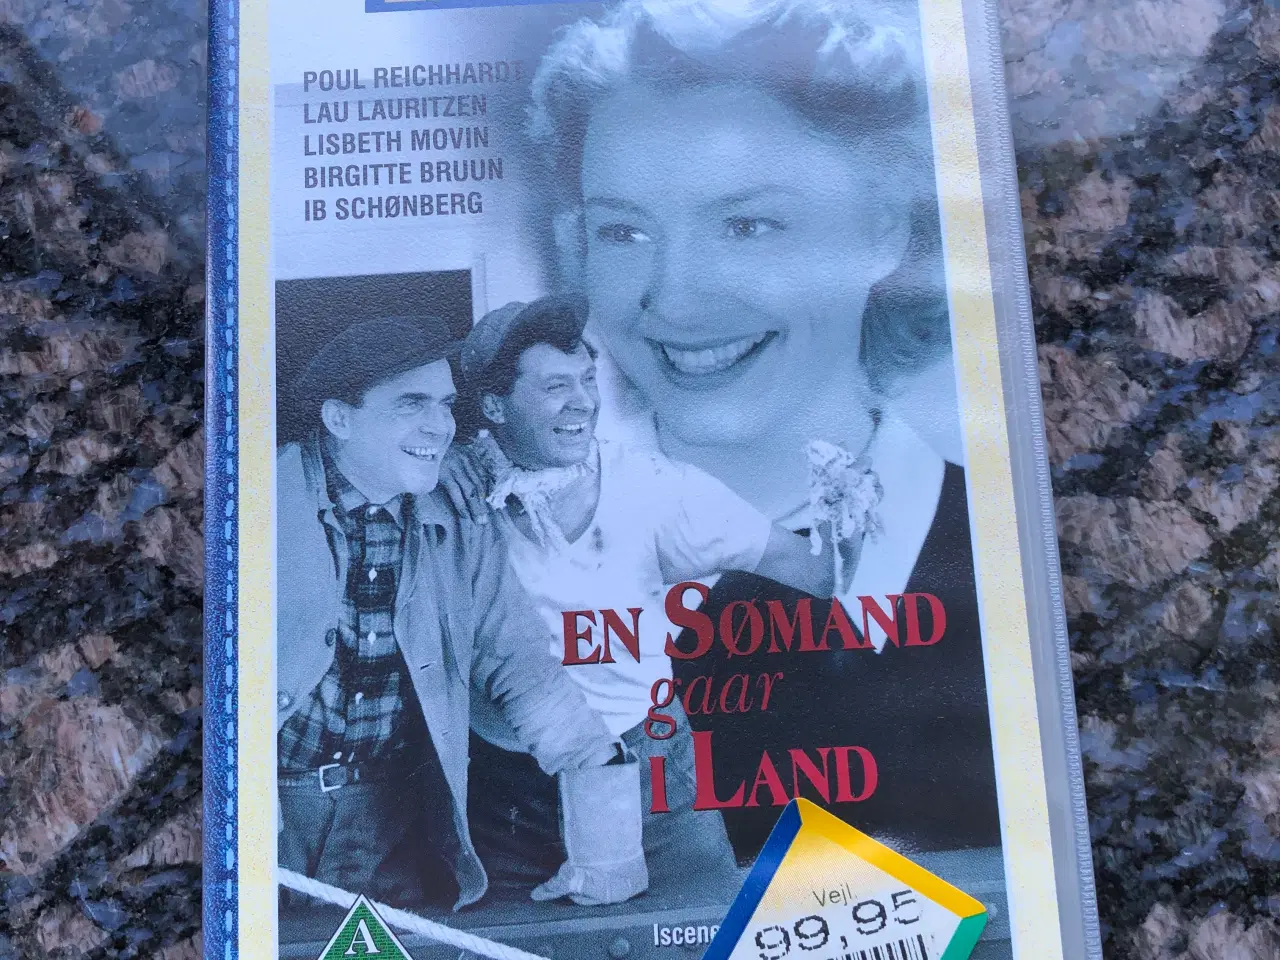 POUL REICHHARDT
LAU LAURITZEN
LISBETH MOVIN
BIRGITTE BRUUN
IB SCHØNBERG
EN SØMAND
gaar
I LAND
Vejl.
99,95
A